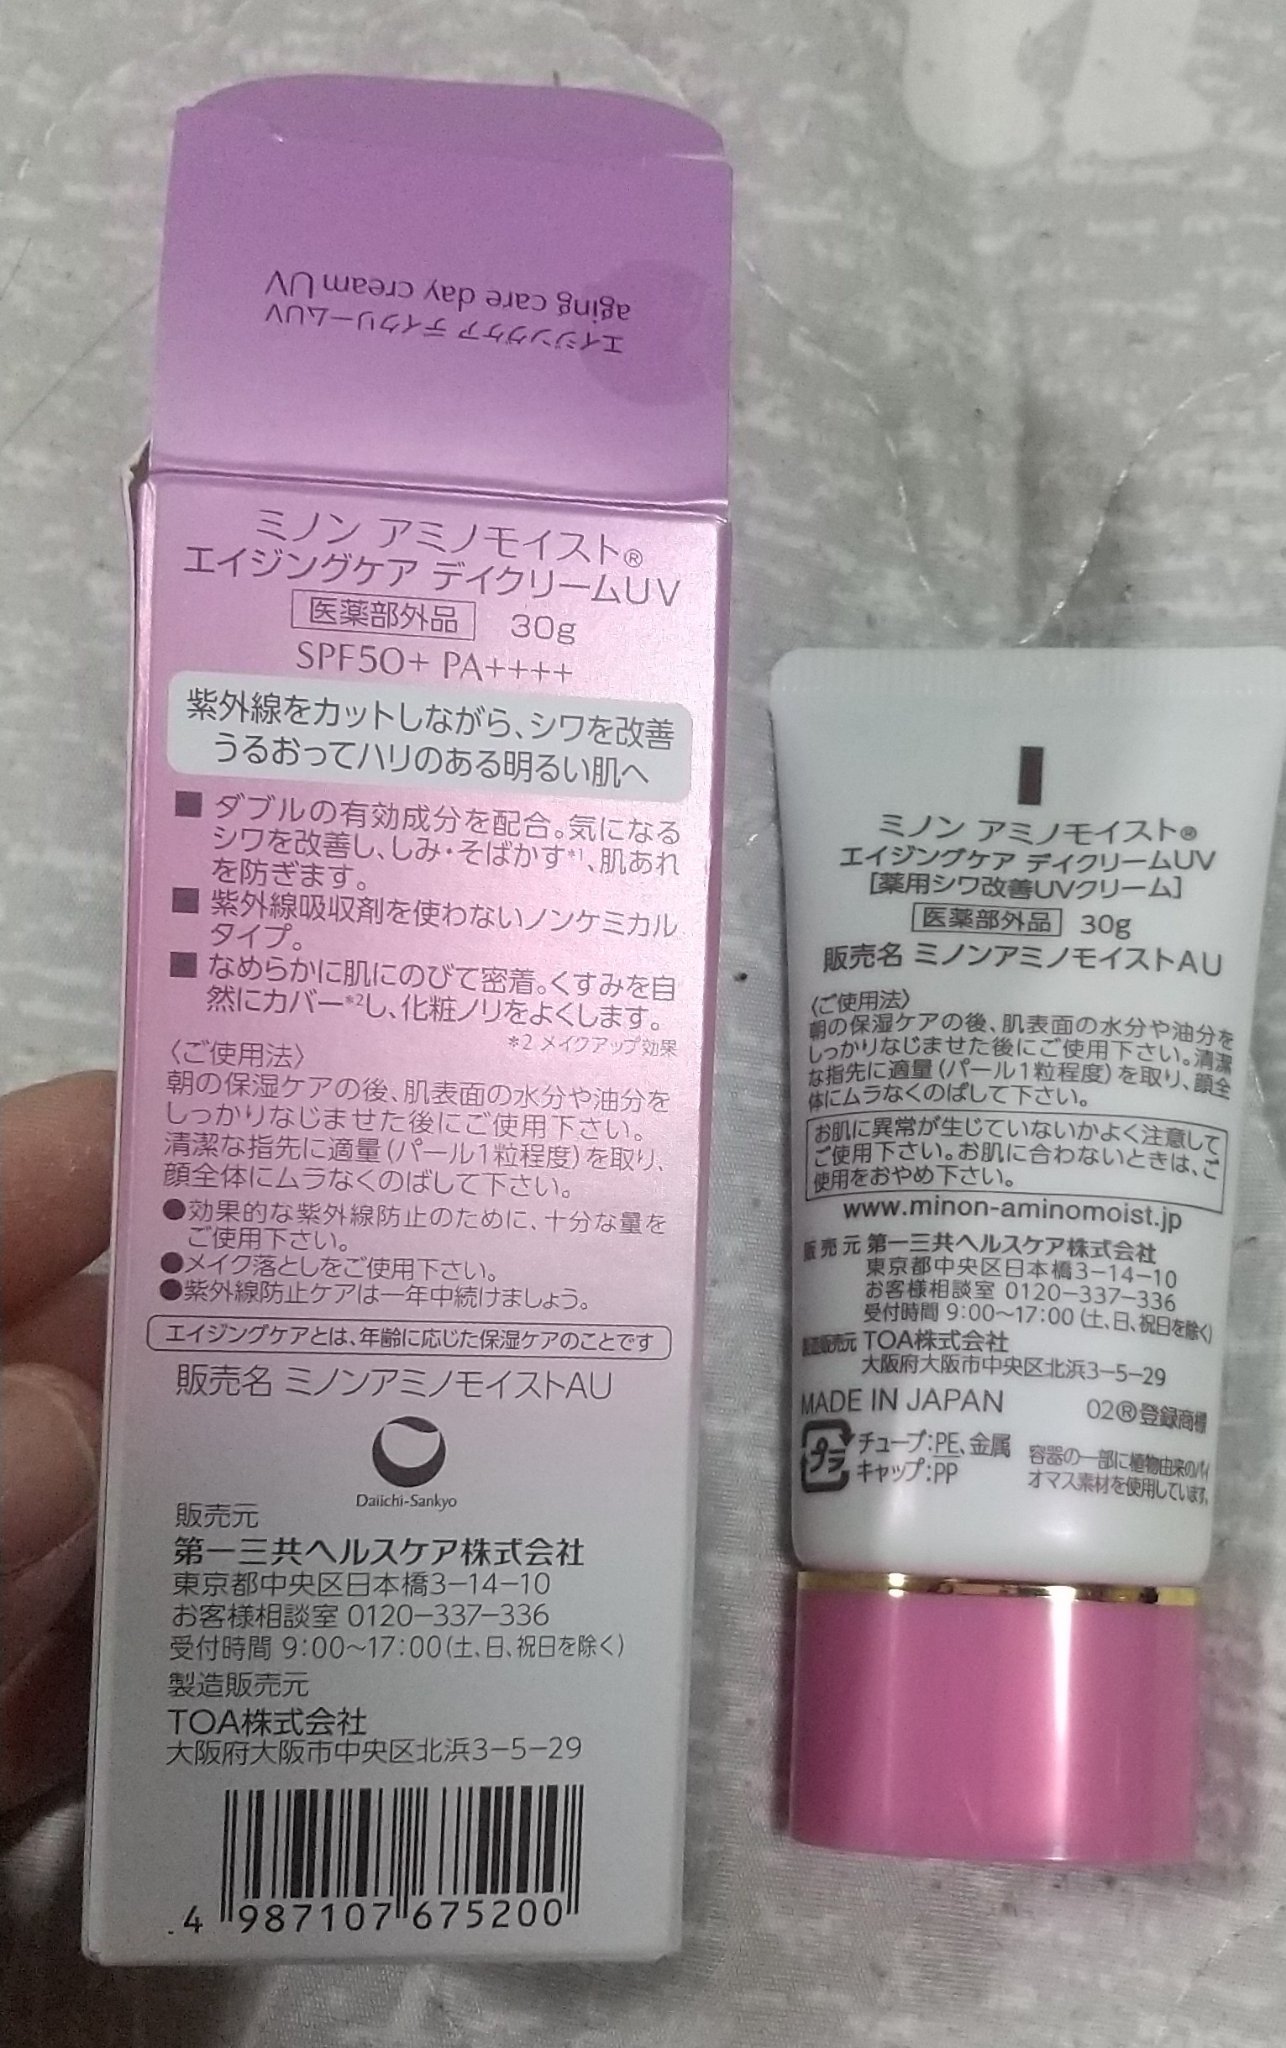 エイジングケア デイクリームUV
aging care day cream UV
ミノン アミノモイスト®
エイジングケア デイクリームUV
医薬部外品 30g
SPF50+ PA++++
紫外線をカットしながら、シワを改善
うるおってハリのある明るい肌へ
■ ダブルの有効成分を配合。気になる
シワを改善し、しみ・そばかす*1、肌あれ
を防ぎます。
■ 紫外線吸収剤を使わないノンケミカル
タイプ。
■ なめらかに肌にのびて密着。くすみを自
然にカバー*2し、化粧ノリをよくします。
*2 メイクアップ効果
〈ご使用法〉
朝の保湿ケアの後、肌表面の水分や油分を
しっかりなじませた後にご使用下さい。
清潔な指先に適量(パール1粒程度)を取り、
顔全体にムラなくのばして下さい。
●効果的な紫外線防止のために、十分な量を
ご使用下さい。
●メイク落としをご使用下さい。
●紫外線防止ケアは一年中続けましょう。
エイジングケアとは、年齢に応じた保湿ケアのことです
販売名 ミノンアミノモイストAU
Daiichi-Sankyo
販売元
第一三共ヘルスケア株式会社
東京都中央区日本橋3-14-10
お客様相談室 0120-337-336
受付時間 9:00~17:00(土、日、祝日を除く)
製造販売元
TOA株式会社
大阪府大阪市中央区北浜3-5-29
4 987107 675200
ミノン アミノモイスト®
エイジングケア デイクリームUV
[薬用シワ改善UVクリーム]
医薬部外品 30g
販売名 ミノンアミノモイストAU
〈ご使用法〉
朝の保湿ケアの後、肌表面の水分や油分を
しっかりなじませた後にご使用下さい。清潔
な指先に適量(パール1粒程度)を取り、顔全
体にムラなくのばして下さい。
お肌に異常が生じていないかよく注意して
ご使用下さい。お肌に合わないときは、ご
使用をおやめ下さい。
www.minon-aminomoist.jp
販売元 第一三共ヘルスケア株式会社
東京都中央区日本橋3-14-10
お客様相談室 0120-337-336
受付時間 9:00~17:00(土、日、祝日を除く)
製造販売元 TOA株式会社
大阪府大阪市中央区北浜3-5-29
MADE IN JAPAN 02®登録商標
プラ チューブ:PE、金属
キャップ:PP
容器の一部に植物由来のバイ
オマス素材を使用しています。